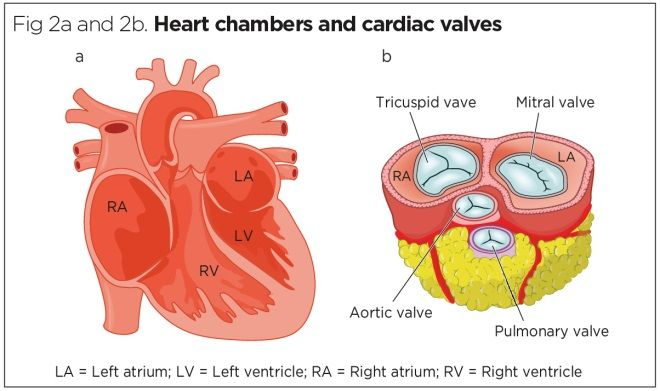 Fig 2a and 2b. Heart chambers and cardiac valves
a
RA
LA
LV
RV
b
Tricuspid vave
Mitral valve
RA
LA
Aortic valve
Pulmonary valve
LA = Left atrium; LV = Left ventricle; RA = Right atrium; RV = Right ventricle